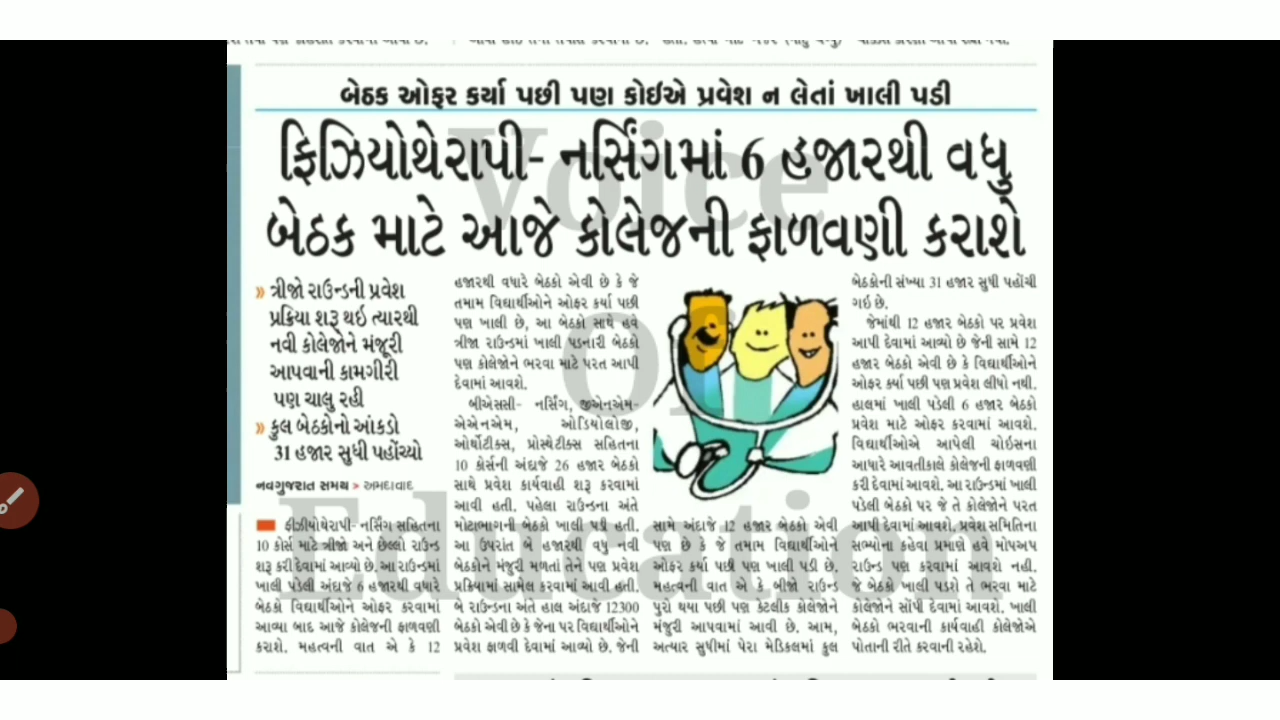 બેઠક ઓફર કર્યા પછી પણ કોઈએ પ્રવેશ ન લેતાં ખાલી પડી
ફિઝિયોથેરાપી- નર્સિંગમાં 6 હજારથી વધુ
બેઠક માટે આજે કોલેજની ફાળવણી કરાશે
» ત્રીજો રાઉન્ડની પ્રવેશ
પ્રક્રિયા શરૂ થઇ ત્યારથી
નવી કોલેજોને મંજૂરી
આપવાની કામગીરી
પણ ચાલુ રહી
» કુલ બેઠકોનો આંકડો
31 હજાર સુધી પહોંચ્યો
નવગુજરાત સમય > અમદાવાદ
ફીઝીયોથેરાપી- નર્સિંગ સહિતના
10 કોર્સ માટે ત્રીજો અને છેલ્લો રાઉન્ડ
શરૂ કરી દેવામાં આવ્યો છે. આ રાઉન્ડમાં
ખાલી પડેલી અંદાજે 6 હજારથી વધારે
બેઠકો વિદ્યાર્થીઓને ઓફર કરવામાં
આવ્યા બાદ આજે કોલેજની ફાળવણી
કરાશે. મહત્વની વાત એ કે 12
હજારથી વધારે બેઠકો એવી છે કે જે
તમામ વિદ્યાર્થીઓને ઓફર કર્યા પછી
પણ ખાલી છે, આ બેઠકો સાથે હવે
ત્રીજા રાઉન્ડમાં ખાલી પડનારી બેઠકો
પણ કોલેજોને ભરવા માટે પરત આપી
દેવામાં આવશે.
બીએસસી- નર્સિંગ, જીએનએમ-
એએનએમ, ઓડિયોલોજી,
ઓર્થોટીક્સ, પ્રોસ્થેટીક્સ સહિતના
10 કોર્સની અંદાજે 26 હજાર બેઠકો
સાથે પ્રવેશ કાર્યવાહી શરૂ કરવામાં
આવી હતી. પહેલા રાઉન્ડના અંતે
મોટાભાગની બેઠકો ખાલી પડી હતી.
આ ઉપરાંત બે હજારથી વધુ નવી
બેઠકોને મંજુરી મળતાં તેને પણ પ્રવેશ
પ્રક્રિયામાં સામેલ કરવામાં આવી હતી.
બે રાઉન્ડના અંતે હાલ અંદાજે 12300
બેઠકો એવી છે કે જેના પર વિદ્યાર્થીઓને
પ્રવેશ ફાળવી દેવામાં આવ્યો છે. જેની
સામે અંદાજે 12 હજાર બેઠકો એવી
પણ છે કે જે તમામ વિદ્યાર્થીઓને
ઓફર કર્યા પછી પણ ખાલી પડી છે.
મહત્વની વાત એ કે બીજો રાઉન્ડ
પુરો થયા પછી પણ કેટલીક કોલેજોને
મંજુરી આપવામાં આવી છે. આમ,
અત્યાર સુધીમાં પેરા મેડિકલમાં કુલ
બેઠકોની સંખ્યા 31 હજાર સુધી પહોંચી
ગઇ છે.
જેમાંથી 12 હજાર બેઠકો પર પ્રવેશ
આપી દેવામાં આવ્યો છે જેની સામે 12
હજાર બેઠકો એવી છે કે વિદ્યાર્થીઓને
ઓફર કર્યા પછી પણ પ્રવેશ લીધો નથી.
હાલમાં ખાલી પડેલી 6 હજાર બેઠકો
પ્રવેશ માટે ઓફર કરવામાં આવશે.
વિદ્યાર્થીઓએ આપેલી ચોઇસના
આધારે આવતીકાલે કોલેજની ફાળવણી
કરી દેવામાં આવશે. આ રાઉન્ડમાં ખાલી
પડેલી બેઠકો પર જે તે કોલેજોને પરત
આપી દેવામાં આવશે. પ્રવેશ સમિતિના
સભ્યોના કહેવા પ્રમાણે હવે મોપઅપ
રાઉન્ડ પણ કરવામાં આવશે નહી.
જે બેઠકો ખાલી પડશે તે ભરવા માટે
કોલેજોને સોંપી દેવામાં આવશે. ખાલી
બેઠકો ભરવાની કાર્યવાહી કોલેજોએ
પોતાની રીતે કરવાની રહેશે.
Voice
Of
Education